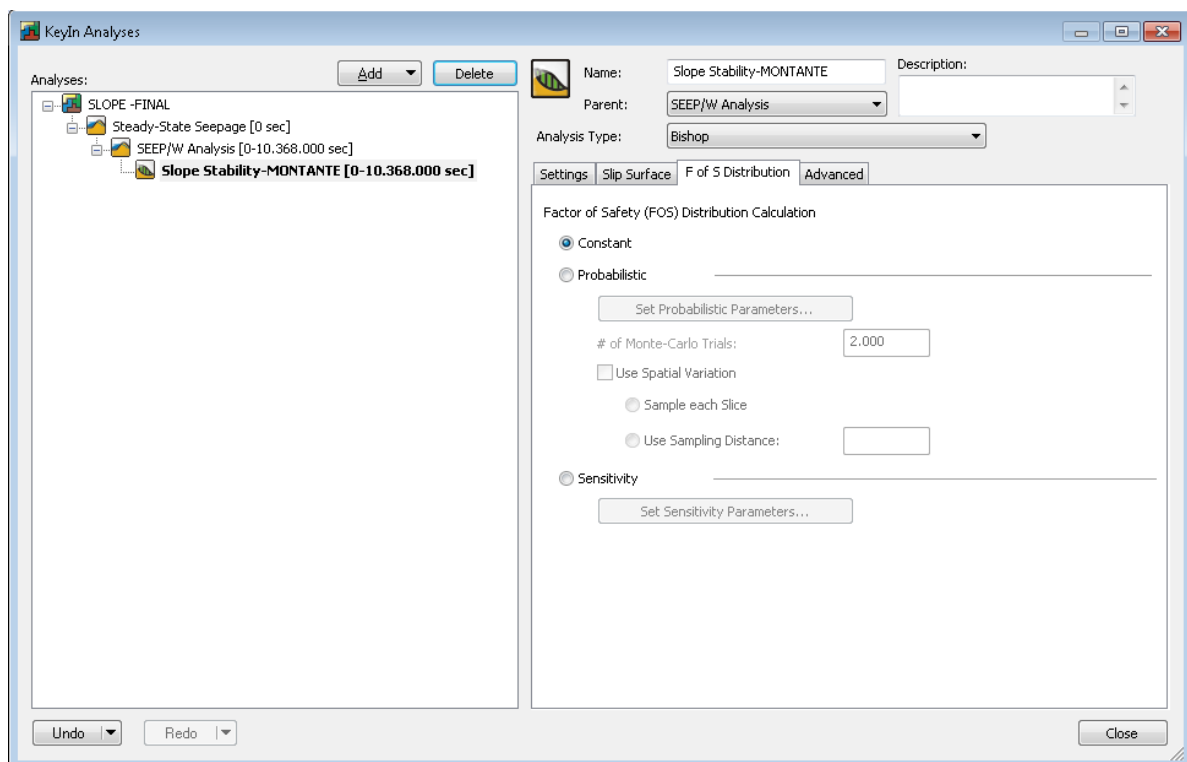 KeyIn Analyses
Analyses:
Add
Delete
SLOPE -FINAL
Steady-State Seepage [0 sec]
SEEP/W Analysis [0-10.368.000 sec]
Slope Stability-MONTANTE [0-10.368.000 sec]
Name:
Slope Stability-MONTANTE
Description:
Parent:
SEEP/W Analysis
Analysis Type:
Bishop
Settings
Slip Surface
F of S Distribution
Advanced
Factor of Safety (FOS) Distribution Calculation
Constant
Probabilistic
Set Probabilistic Parameters...
# of Monte-Carlo Trials:
2.000
Use Spatial Variation
Sample each Slice
Use Sampling Distance:
Sensitivity
Set Sensitivity Parameters...
Undo
Redo
Close